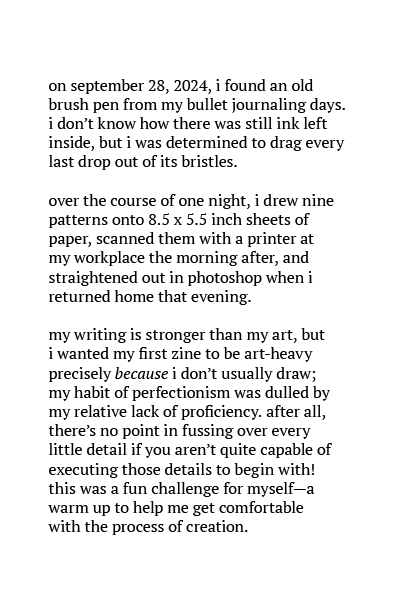 on september 28, 2024, i found an old
brush pen from my bullet journaling days.
i don’t know how there was still ink left
inside, but i was determined to drag every
last drop out of its bristles.
over the course of one night, i drew nine
patterns onto 8.5 x 5.5 inch sheets of
paper, scanned them with a printer at
my workplace the morning after, and
straightened out in photoshop when i
returned home that evening.
my writing is stronger than my art, but
i wanted my first zine to be art-heavy
precisely because i don’t usually draw;
my habit of perfectionism was dulled by
my relative lack of proficiency. after all,
there’s no point in fussing over every
little detail if you aren’t quite capable of
executing those details to begin with!
this was a fun challenge for myself—a
warm up to help me get comfortable
with the process of creation.